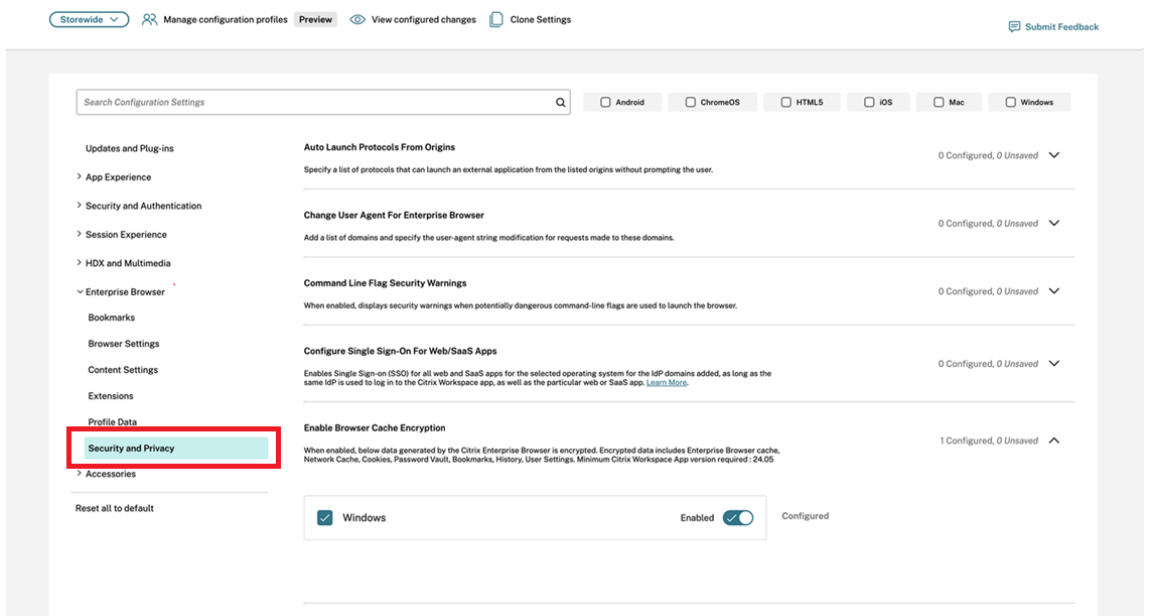 Storewide
Manage configuration profiles Preview
View configured changes
Clone Settings
Submit Feedback
Search Configuration Settings
Android
ChromeOS
HTML5
iOS
Mac
Windows
Updates and Plug-ins
App Experience
Security and Authentication
Session Experience
HDX and Multimedia
Enterprise Browser
Bookmarks
Browser Settings
Content Settings
Extensions
Profile Data
Security and Privacy
Accessories
Reset all to default
Auto Launch Protocols From Origins
Specify a list of protocols that can launch an external application from the listed origins without prompting the user.
0 Configured, 0 Unsaved
Change User Agent For Enterprise Browser
Add a list of domains and specify the user-agent string modification for requests made to these domains.
0 Configured, 0 Unsaved
Command Line Flag Security Warnings
When enabled, displays security warnings when potentially dangerous command-line flags are used to launch the browser.
0 Configured, 0 Unsaved
Configure Single Sign-On For Web/SaaS Apps
Enables Single Sign-on (SSO) for all web and SaaS apps for the selected operating system for the IdP domains added, as long as the
same IdP is used to log in to the Citrix Workspace app, as well as the particular web or SaaS app. Learn More.
0 Configured, 0 Unsaved
Enable Browser Cache Encryption
When enabled, below data generated by the Citrix Enterprise Browser is encrypted. Encrypted data includes Enterprise Browser cache,
Network Cache, Cookies, Password Vault, Bookmarks, History, User Settings. Minimum Citrix Workspace App version required : 24.05
1 Configured, 0 Unsaved
Windows
Enabled
Configured